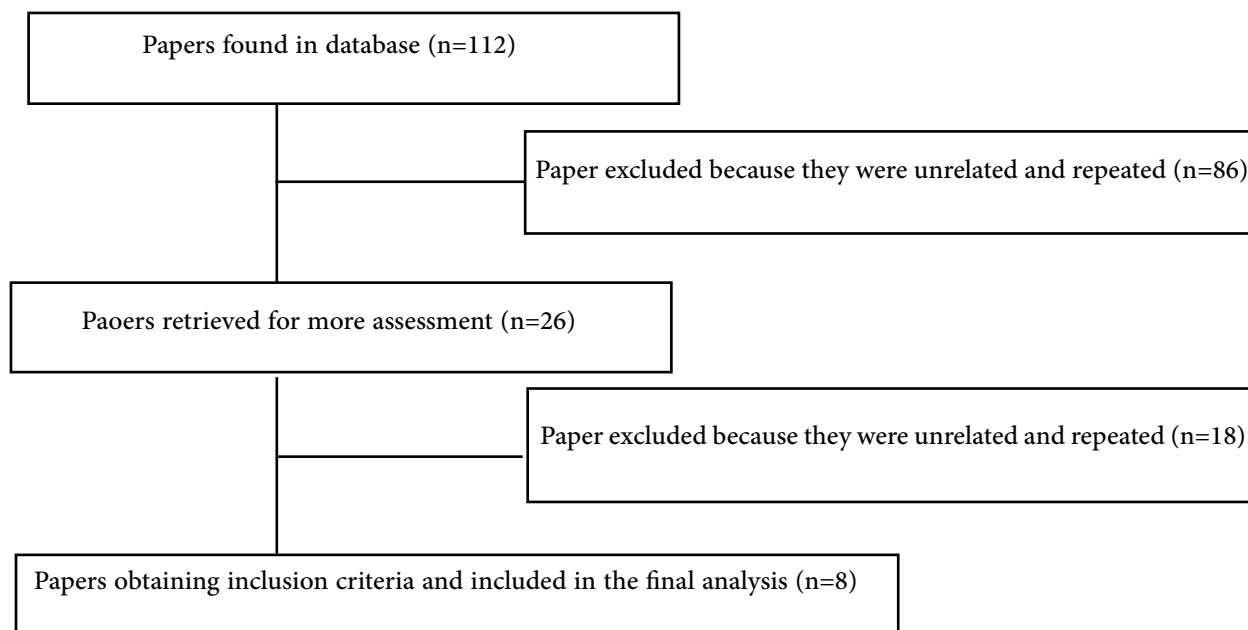 Papers found in database (n=112)
Paper excluded because they were unrelated and repeated (n=86)
Paoers retrieved for more assessment (n=26)
Paper excluded because they were unrelated and repeated (n=18)
Papers obtaining inclusion criteria and included in the final analysis (n=8)